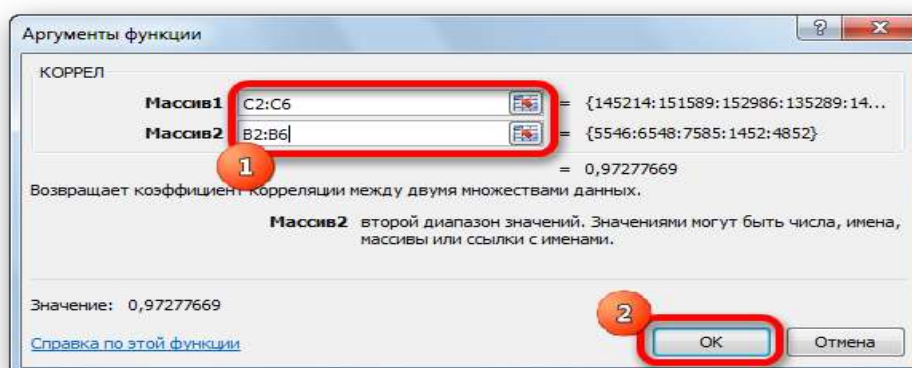 Аргументы функции
КОРРЕЛ
Массив1 C2:C6 = {145214:151589:152986:135289:14...
Массив2 B2:B6 = {5546:6548:7585:1452:4852}
1
= 0,97277669
Возвращает коэффициент корреляции между двумя множествами данных.
Массив2 второй диапазон значений. Значениями могут быть числа, имена,
массивы или ссылки с именами.
Значение: 0,97277669
2
Справка по этой функции
ОК
Отмена